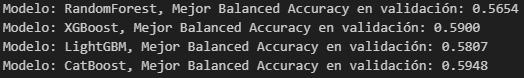 Modelo: RandomForest, Mejor Balanced Accuracy en validación: 0.5654
Modelo: XGBoost, Mejor Balanced Accuracy en validación: 0.5900
Modelo: LightGBM, Mejor Balanced Accuracy en validación: 0.5807
Modelo: CatBoost, Mejor Balanced Accuracy en validación: 0.5948